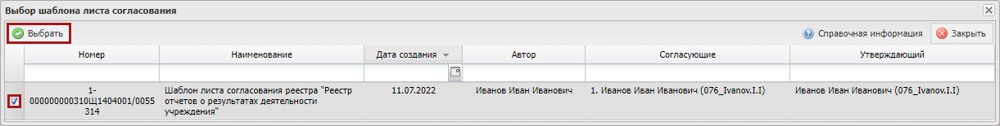 Выбор шаблона листа согласования
Выбрать Справочная информация Закрыть
Номер Наименование Дата создания Автор Согласующие Утверждающий
1-000000000310Щ1404001/0055314
Шаблон листа согласования реестра "Реестр
отчетов о результатах деятельности
учреждения"
11.07.2022
Иванов Иван Иванович
1. Иванов Иван Иванович (076_Ivanov.I.I)
Иванов Иван Иванович (076_Ivanov.I.I)